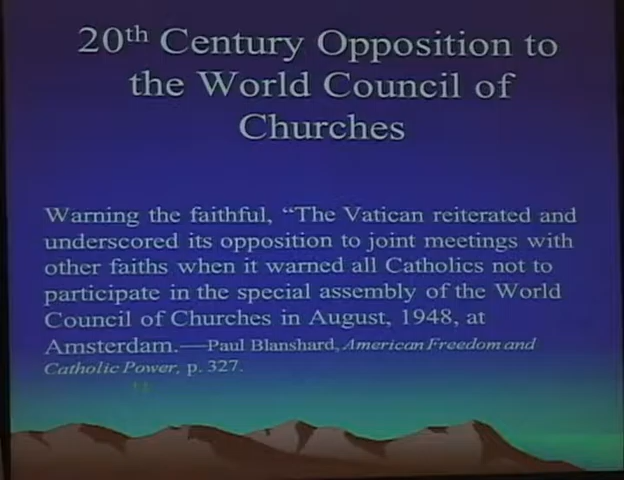 20th Century Opposition to
the World Council of
Churches
Warning the faithful, “The Vatican reiterated and
underscored its opposition to joint meetings with
other faiths when it warned all Catholics not to
participate in the special assembly of the World
Council of Churches in August, 1948, at
Amsterdam.—Paul Blanshard, American Freedom and
Catholic Power, p. 327.